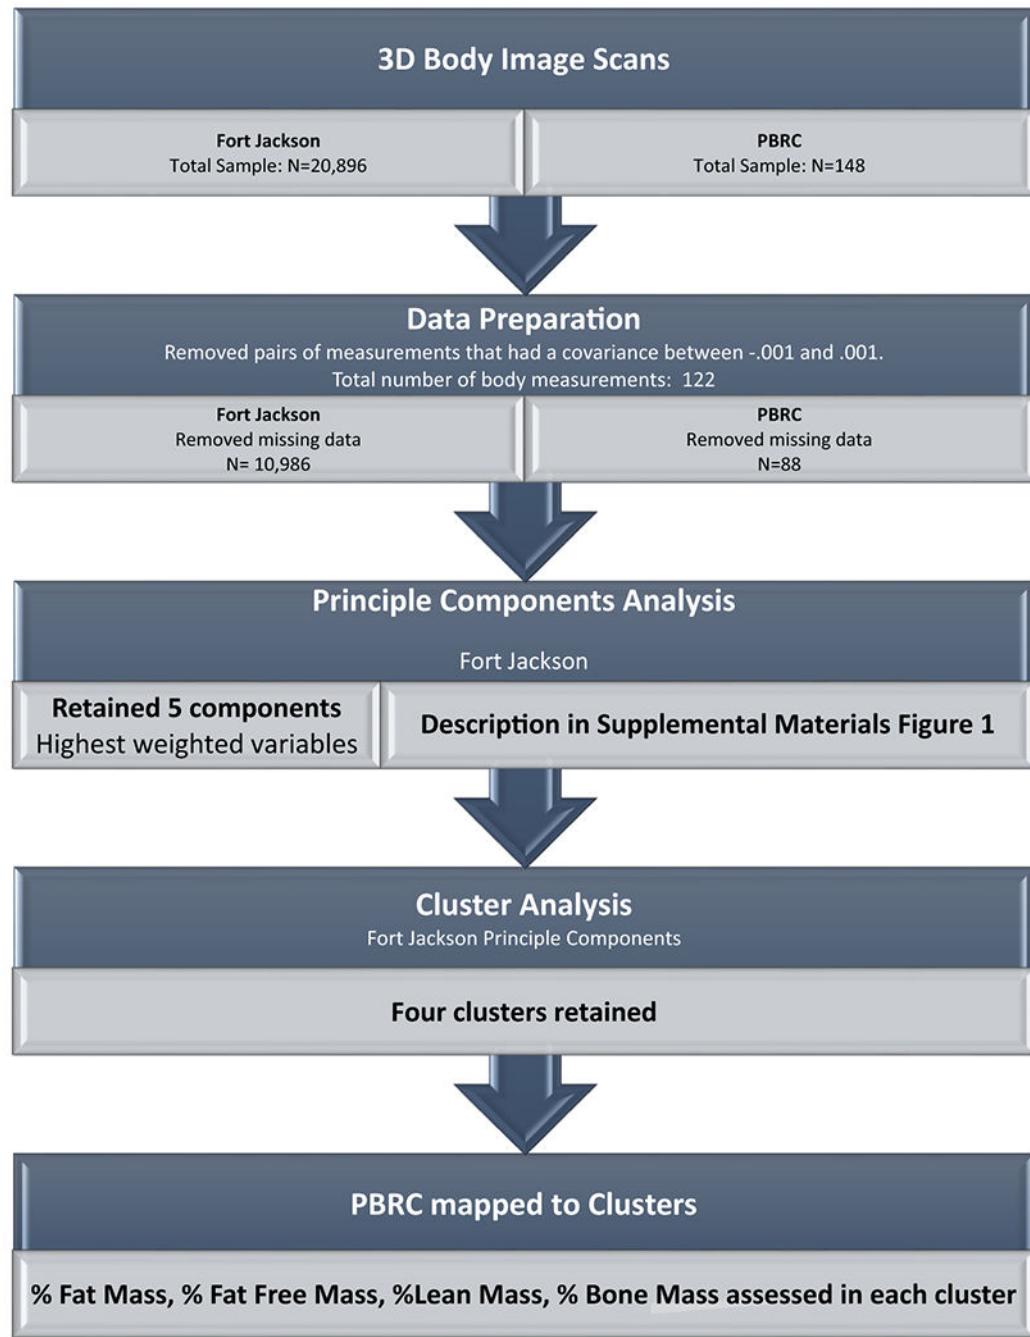 3D Body Image Scans
Fort Jackson
Total Sample: N=20,896
PBRC
Total Sample: N=148
Data Preparation
Removed pairs of measurements that had a covariance between -.001 and .001.
Total number of body measurements: 122
Fort Jackson
Removed missing data
N= 10,986
PBRC
Removed missing data
N=88
Principle Components Analysis
Fort Jackson
Retained 5 components
Highest weighted variables
Description in Supplemental Materials Figure 1
Cluster Analysis
Fort Jackson Principle Components
Four clusters retained
PBRC mapped to Clusters
% Fat Mass, % Fat Free Mass, %Lean Mass, % Bone Mass assessed in each cluster